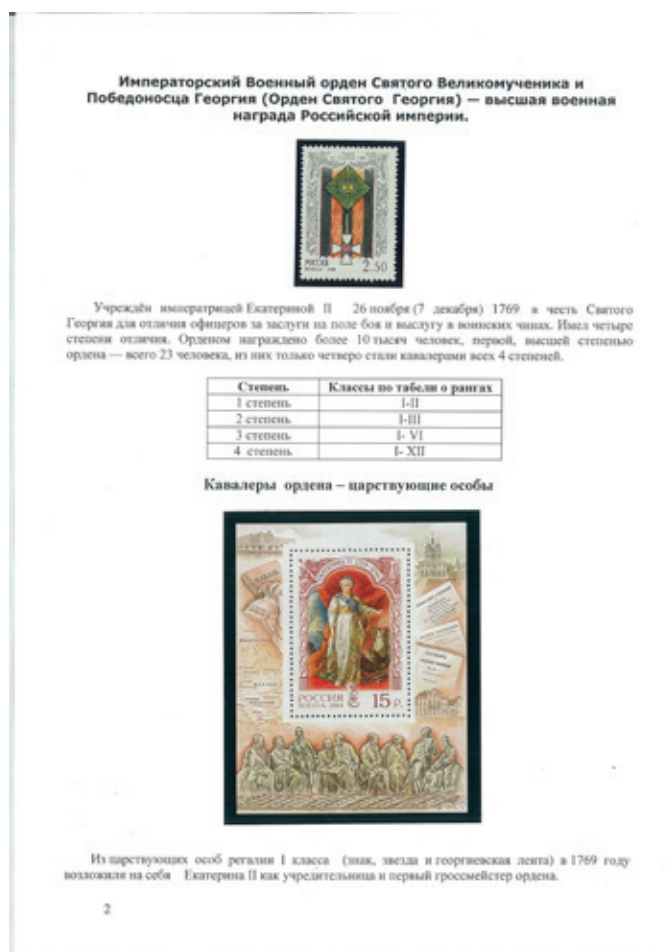 Императорский Военный орден Святого Великомученика и
Победоносца Георгия (Орден Святого Георгия) — высшая военная
награда Российской империи.
РОССИЯ
2.50
Учреждён императрицей Екатериной II 26 ноября (7 декабря) 1769 в честь Святого
Георгия для отличия офицеров за заслуги на поле боя и выслугу в воинских чинах. Имел четыре
степени отличия. Орденом награждено более 10 тысяч человек, первой, высшей степенью
ордена — всего 23 человека, из них только четверо стали кавалерами всех 4 степеней.
Степень Классы по табели о рангах
1 степень I-II
2 степень I-III
3 степень I- VI
4 степень I- XII
Кавалеры ордена – царствующие особы
РОССИЯ 15 р.
Из царствующих особ регалии I класса (знак, звезда и георгиевская лента) в 1769 году
возложили на себя Екатерина II как учредительница и первый гроссмейстер ордена.
2